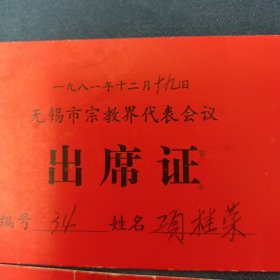 一九八一年十二月十九日
无锡市宗教界代表会议
出席证
编号 34 姓名 项桂荣